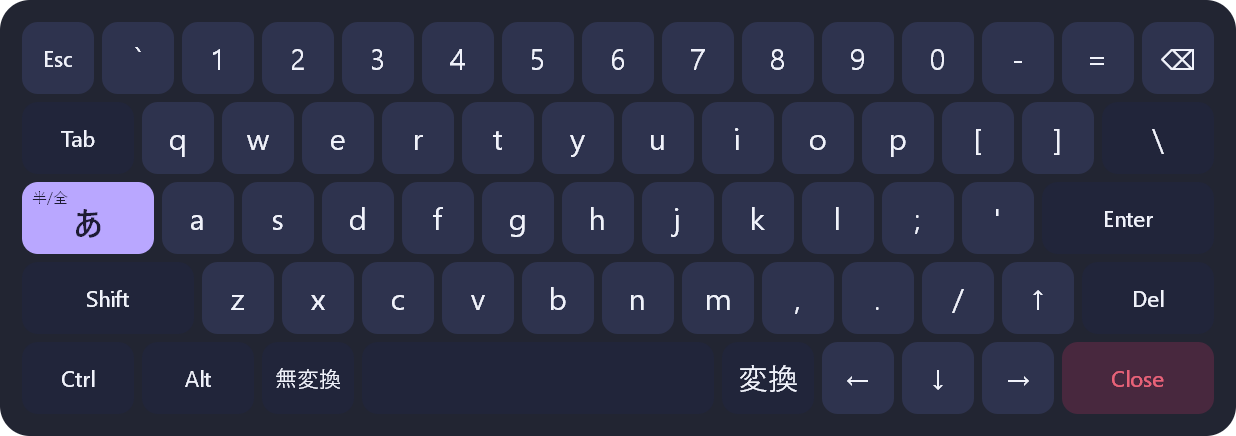 Esc ` 1 2 3 4 5 6 7 8 9 0 - = ⌫
Tab q w e r t y u i o p [ ] \
半/全
あ a s d f g h j k l ; ' Enter
Shift z x c v b n m , . / ↑ Del
Ctrl Alt 無変換 変換 ← ↓ → Close